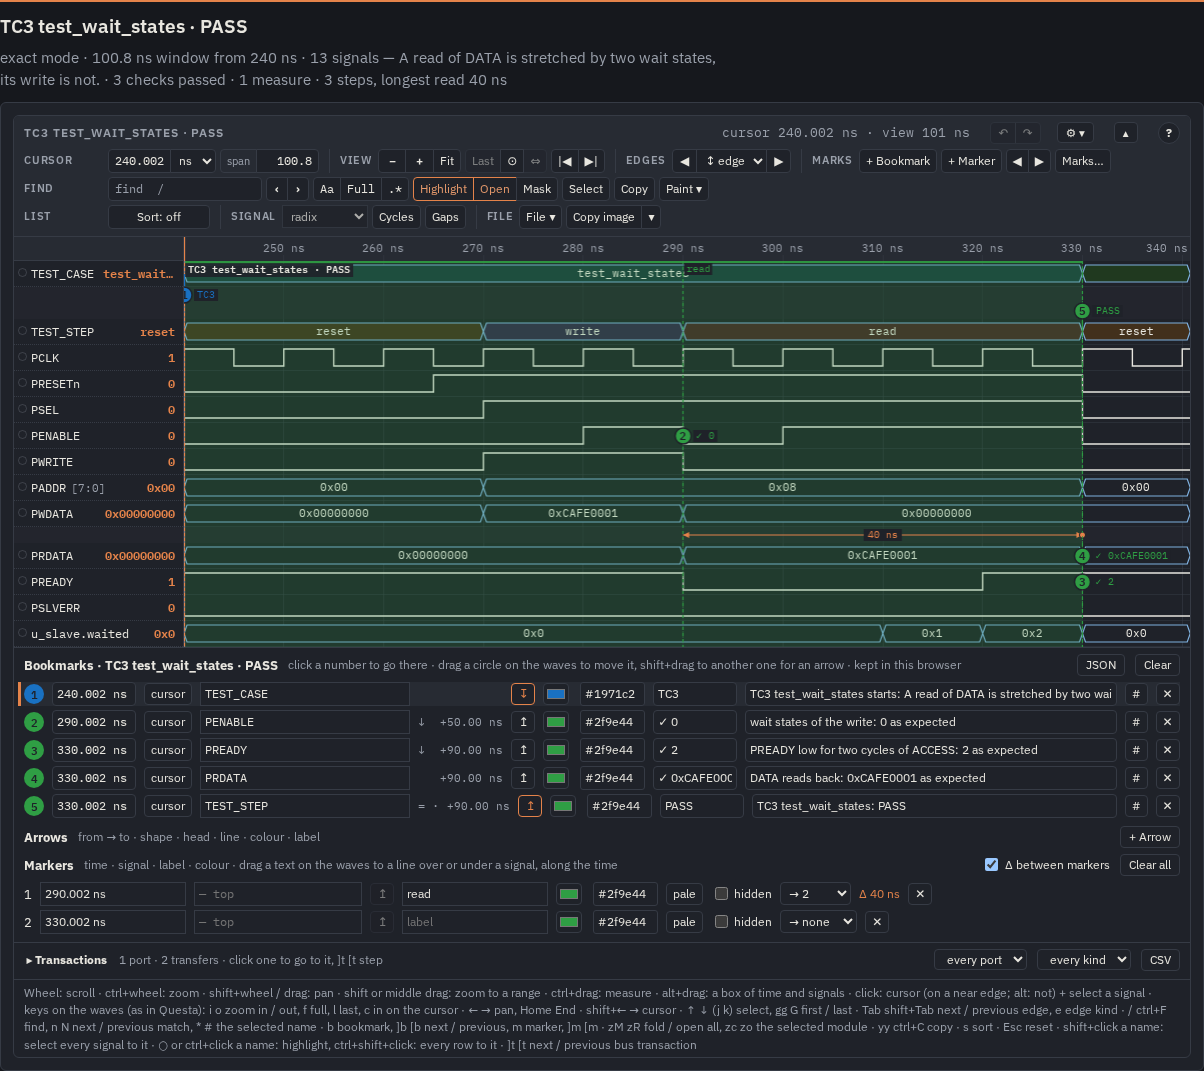 TC3 test_wait_states · PASS
exact mode · 100.8 ns window from 240 ns · 13 signals — A read of DATA is stretched by two wait states,
its write is not. · 3 checks passed · 1 measure · 3 steps, longest read 40 ns
TC3 TEST_WAIT_STATES · PASS cursor 240.002 ns · view 101 ns ↶ ↷ ⚙ ▾ ▴ ?
CURSOR 240.002 ns span 100.8 VIEW − + Fit Last ⊙ ⇔ |◀ ▶| EDGES ◀ ↕ edge ▶ MARKS + Bookmark + Marker ◀ ▶ Marks…
FIND find / ‹ › Aa Full .* Highlight Open Mask Select Copy Paint ▾
LIST Sort: off SIGNAL radix Cycles Gaps FILE File ▾ Copy image ▾
250 ns 260 ns 270 ns 280 ns 290 ns 300 ns 310 ns 320 ns 330 ns 340 ns
TEST_CASE test_wait… TC3 test_wait_states · PASS test_wait_states read
1 TC3
5 PASS
TEST_STEP reset reset write read reset
PCLK 1
PRESETn 0
PSEL 0
PENABLE 0 2 ✓ 0
PWRITE 0
PADDR [7:0] 0x00 0x00 0x08 0x00
PWDATA 0x00000000 0x00000000 0xCAFE0001 0x00000000
40 ns
PRDATA 0x00000000 0x00000000 0xCAFE0001 4 ✓ 0xCAFE0001
PREADY 1 3 ✓ 2
PSLVERR 0
u_slave.waited 0x0 0x0 0x1 0x2 0x0
Bookmarks · TC3 test_wait_states · PASS click a number to go there · drag a circle on the waves to move it, shift+drag to another one for an arrow · kept in this browser JSON Clear
1 240.002 ns cursor TEST_CASE ↧ #1971c2 TC3 TC3 test_wait_states starts: A read of DATA is stretched by two wai # ✕
2 290.002 ns cursor PENABLE ↓ +50.00 ns ↥ #2f9e44 ✓ 0 wait states of the write: 0 as expected # ✕
3 330.002 ns cursor PREADY ↓ +90.00 ns ↥ #2f9e44 ✓ 2 PREADY low for two cycles of ACCESS: 2 as expected # ✕
4 330.002 ns cursor PRDATA +90.00 ns ↥ #2f9e44 ✓ 0xCAFE00( DATA reads back: 0xCAFE0001 as expected # ✕
5 330.002 ns cursor TEST_STEP = · +90.00 ns ↥ #2f9e44 PASS TC3 test_wait_states: PASS # ✕
Arrows from → to · shape · head · line · colour · label + Arrow
Markers time · signal · label · colour · drag a text on the waves to a line over or under a signal, along the time Δ between markers Clear all
1 290.002 ns — top ↥ read #2f9e44 pale hidden → 2 Δ 40 ns ✕
2 330.002 ns — top ↥ label #2f9e44 pale hidden → none ✕
▸ Transactions 1 port · 2 transfers · click one to go to it, ]t [t step every port every kind CSV
Wheel: scroll · ctrl+wheel: zoom · shift+wheel / drag: pan · shift or middle drag: zoom to a range · ctrl+drag: measure · alt+drag: a box of time and signals · click: cursor (on a near edge; alt: not) + select a signal ·
keys on the waves (as in Questa): i o zoom in / out, f full, l last, c in on the cursor · ←→ pan, Home End · shift+←→ cursor · ↑ ↓ (j k) select, gg G first / last · Tab shift+Tab next / previous edge, e edge kind · / ctrl+F
find, n N next / previous match, * # the selected name · b bookmark, ]b [b next / previous, m marker, ]m [m · zM zR fold / open all, zc zo the selected module · yy ctrl+C copy · s sort · Esc reset · shift+click a name:
select every signal to it · ○ or ctrl+click a name: highlight, ctrl+shift+click: every row to it · ]t [t next / previous bus transaction